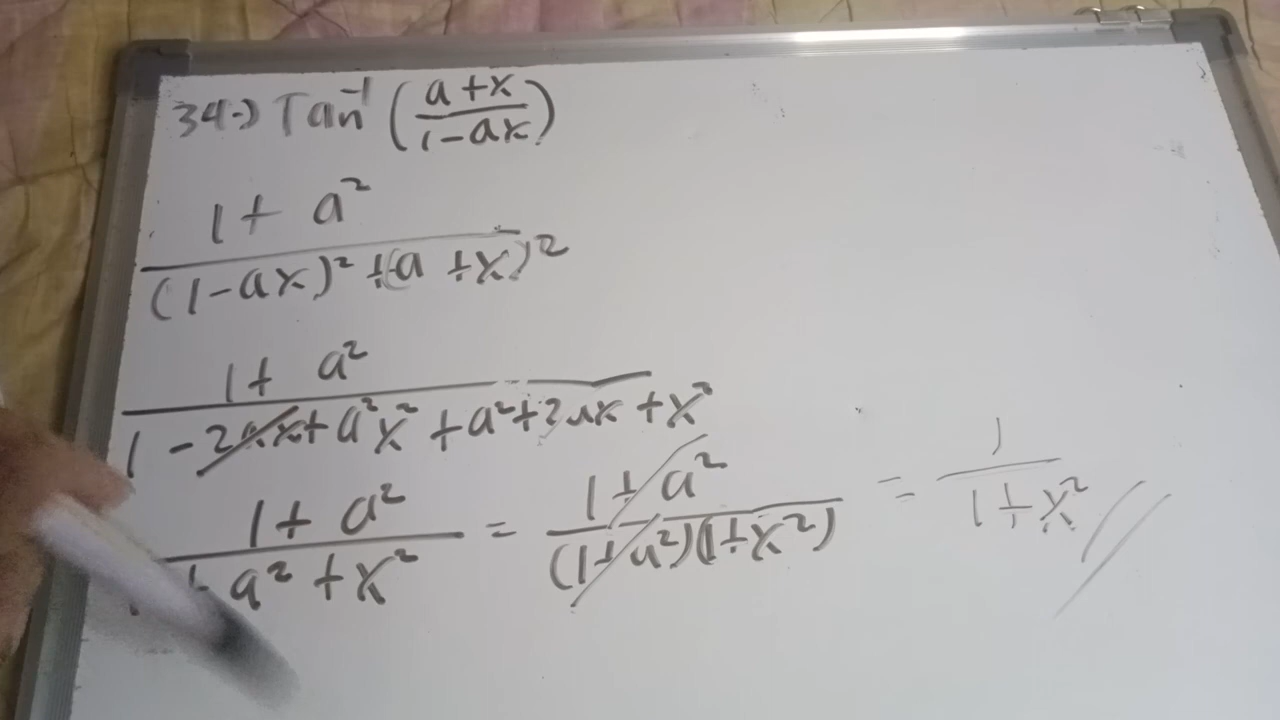 34.) Tan⁻¹ (a+x / 1-ax)
1+ a² / (1-ax)² + (a +x)²
1+ a² / 1 - 2ax + a²x² + a² + 2ax + x²
1+ a² / a² + x² = 1+ a² / (1+a²)(1+x²) = 1 / 1+x²